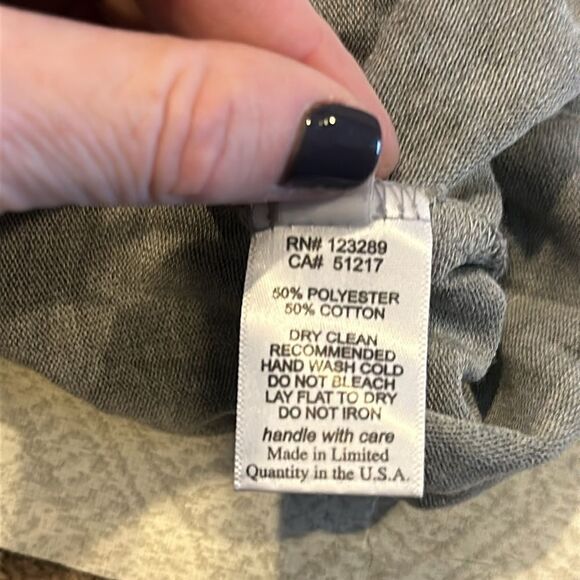 RN# 123289
CA# 51217
50% POLYESTER
50% COTTON
DRY CLEAN
RECOMMENDED
HAND WASH COLD
DO NOT BLEACH
LAY FLAT TO DRY
DO NOT IRON
handle with care
Made in Limited
Quantity in the U.S.A.